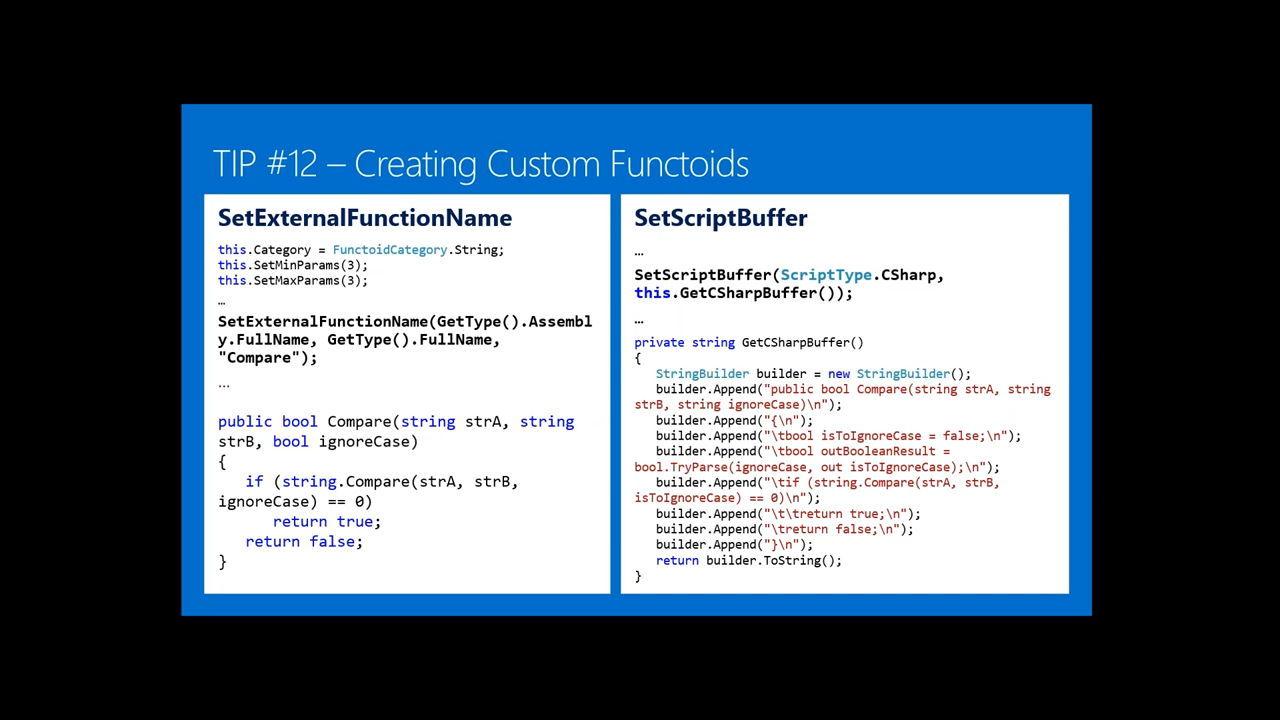 TIP #12 – Creating Custom Functoids
SetExternalFunctionName
this.Category = FunctoidCategory.String;
this.SetMinParams(3);
this.SetMaxParams(3);
…
SetExternalFunctionName(GetType().Assembl
y.FullName, GetType().FullName,
"Compare");
…
public bool Compare(string strA, string
strB, bool ignoreCase)
{
if (string.Compare(strA, strB,
ignoreCase) == 0)
return true;
return false;
}
SetScriptBuffer
…
SetScriptBuffer(ScriptType.CSharp,
this.GetCSharpBuffer());
…
private string GetCSharpBuffer()
{
StringBuilder builder = new StringBuilder();
builder.Append("public bool Compare(string strA, string
strB, string ignoreCase)\n");
builder.Append("{\n");
builder.Append("\tbool isToIgnoreCase = false;\n");
builder.Append("\tbool outBooleanResult =
bool.TryParse(ignoreCase, out isToIgnoreCase);\n");
builder.Append("\tif (string.Compare(strA, strB,
isToIgnoreCase) == 0)\n");
builder.Append("\t\treturn true;\n");
builder.Append("\treturn false;\n");
builder.Append("}\n");
return builder.ToString();
}